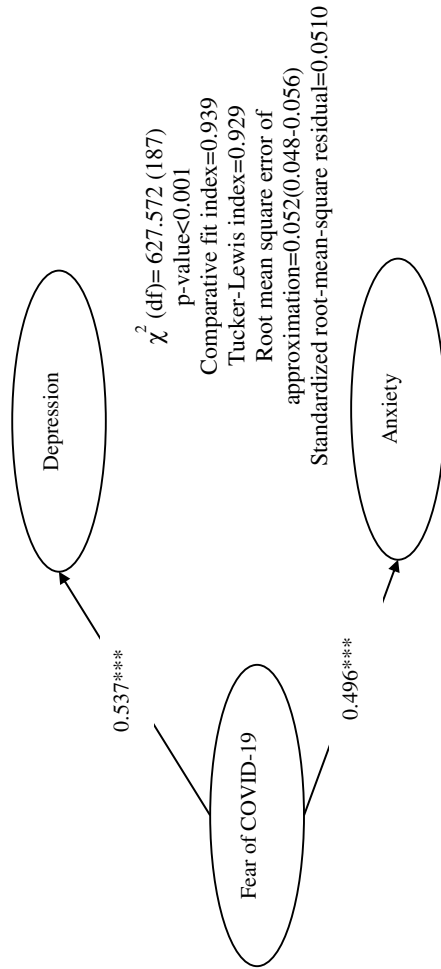 Depression
0.537***
χ² (df)= 627.572 (187)
p-value<0.001
Comparative fit index=0.939
Tucker-Lewis index=0.929
Root mean square error of
approximation=0.052(0.048-0.056)
Standardized root-mean-square residual=0.0510
Fear of COVID-19
0.496***
Anxiety